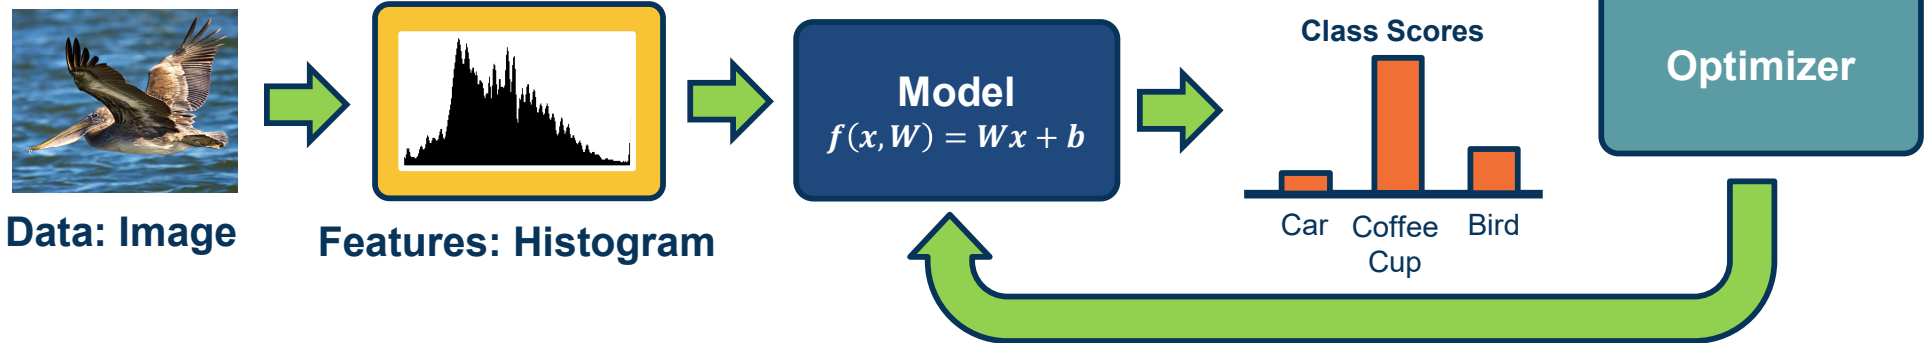 Data: Image
Features: Histogram
Model
f(x, W) = Wx + b
Class Scores
Car
Coffee
Cup
Bird
Optimizer